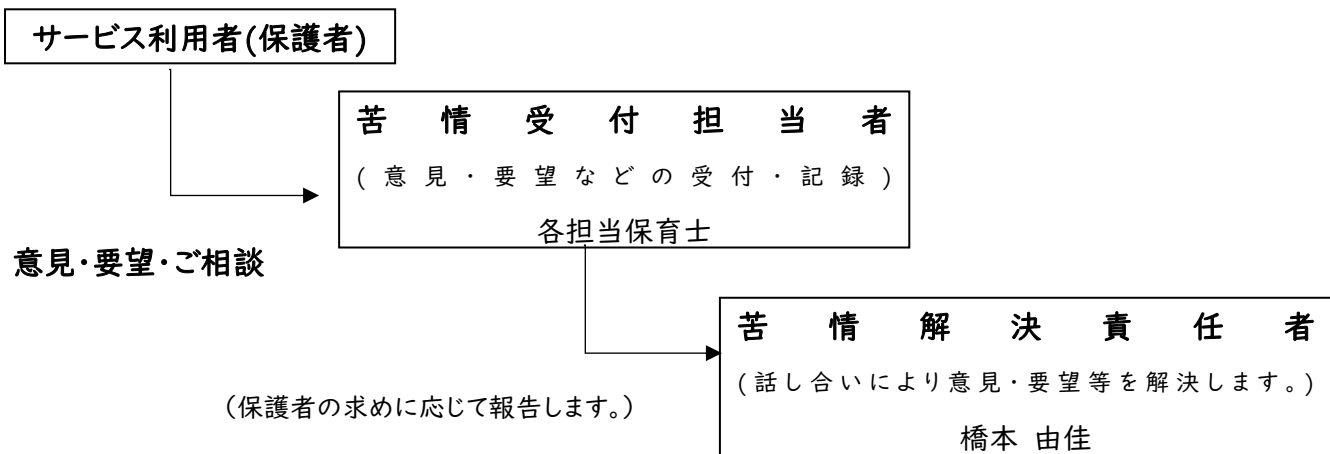 サービス利用者(保護者)
苦情受付担当者
(意見・要望などの受付・記録)
各担当保育士
意見・要望・ご相談
苦情解決責任者
(話し合いにより意見・要望等を解決します。)
(保護者の求めに応じて報告します。)
橋本 由佳